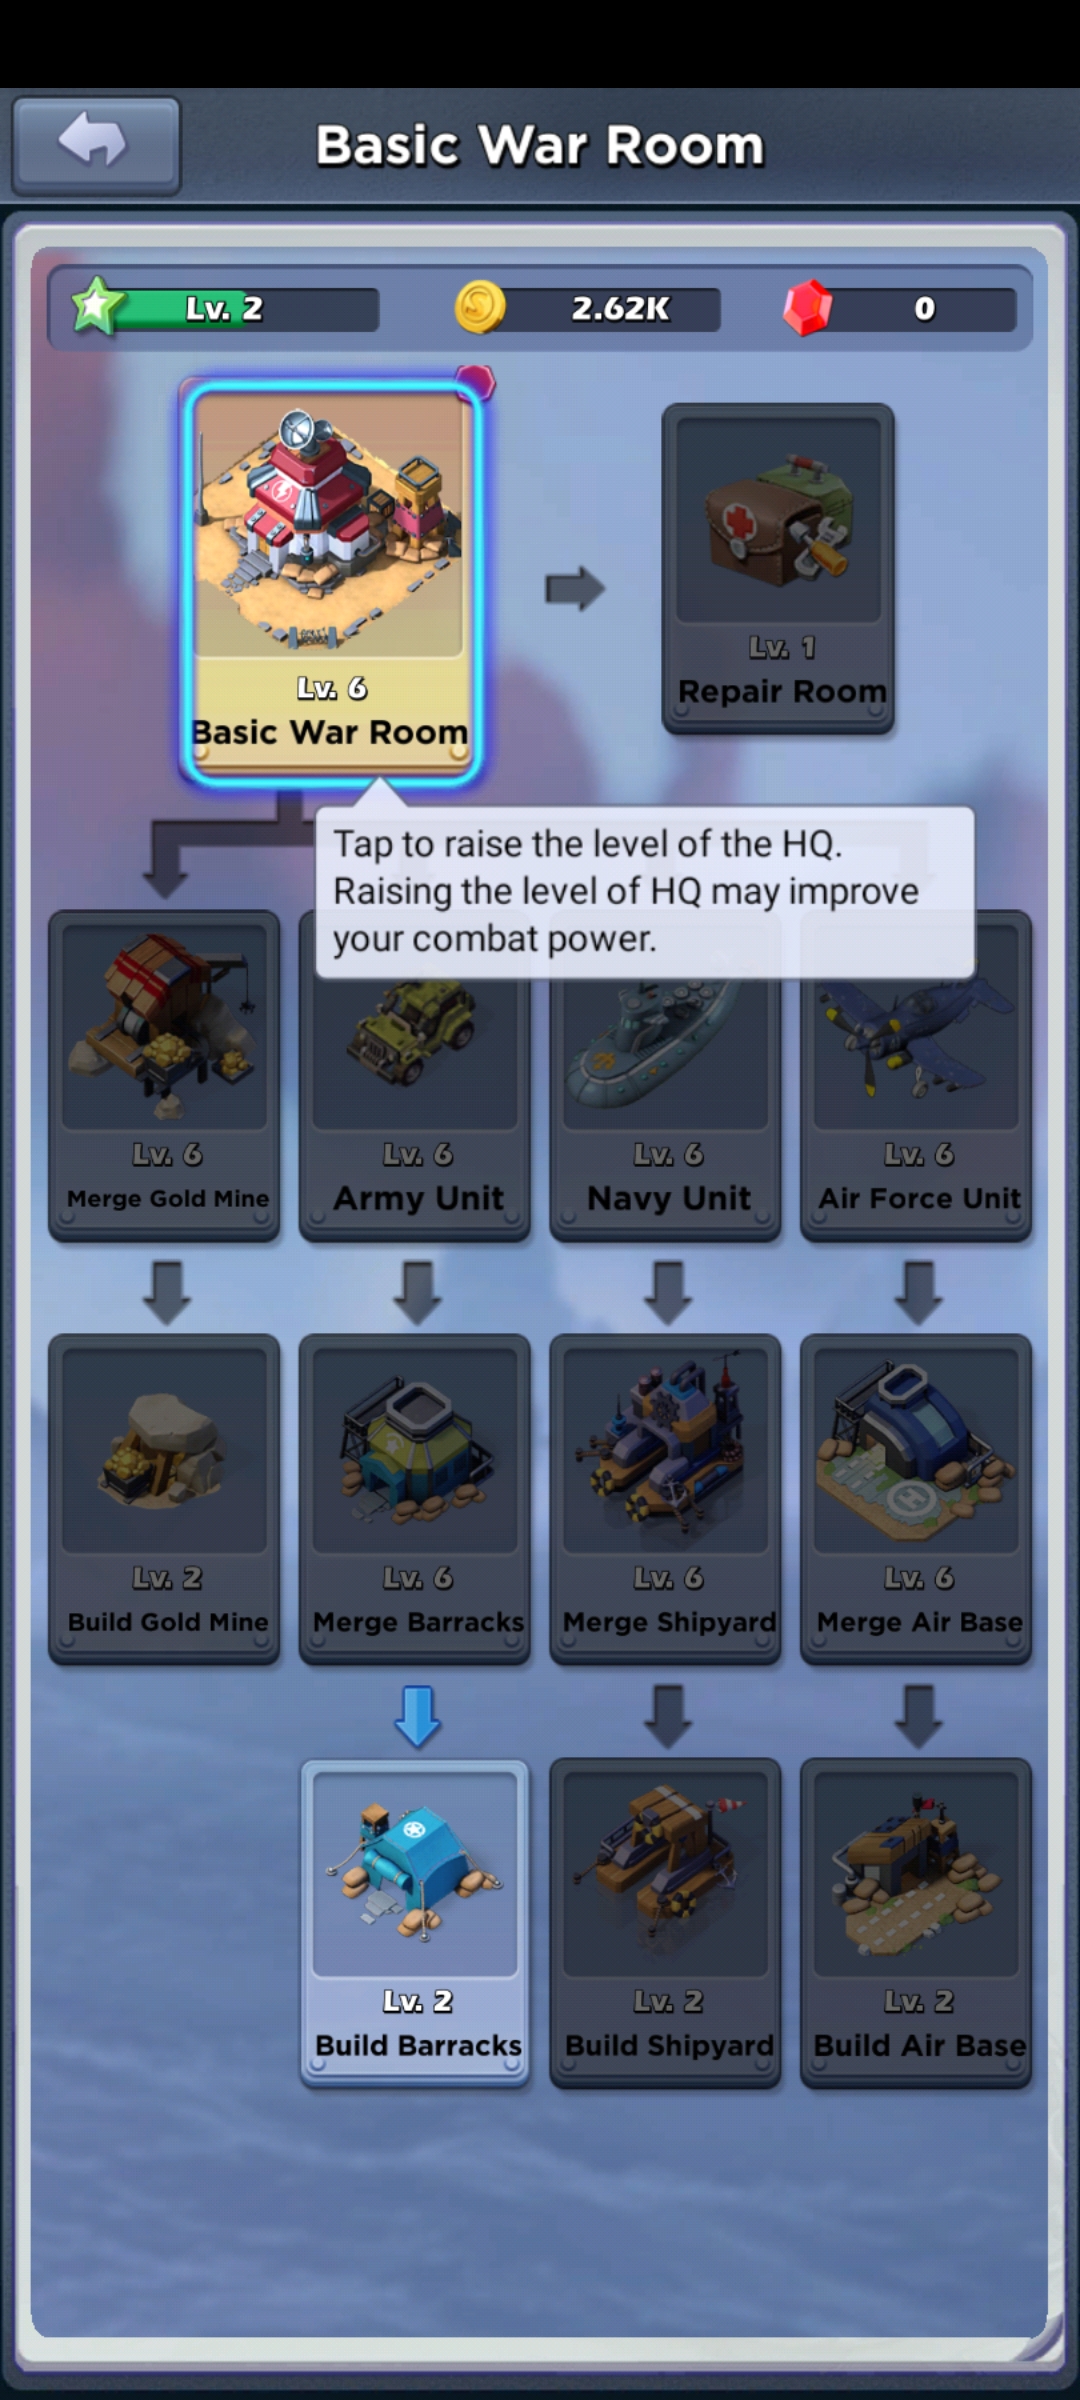 Basic War Room
Lv. 2
2.62K
0
Lv. 6
Basic War Room
Lv. 1
Repair Room
Tap to raise the level of the HQ.
Raising the level of HQ may improve
your combat power.
Lv. 6
Merge Gold Mine
Lv. 6
Army Unit
Lv. 6
Navy Unit
Lv. 6
Air Force Unit
Lv. 2
Build Gold Mine
Lv. 6
Merge Barracks
Lv. 6
Merge Shipyard
Lv. 6
Merge Air Base
Lv. 2
Build Barracks
Lv. 2
Build Shipyard
Lv. 2
Build Air Base